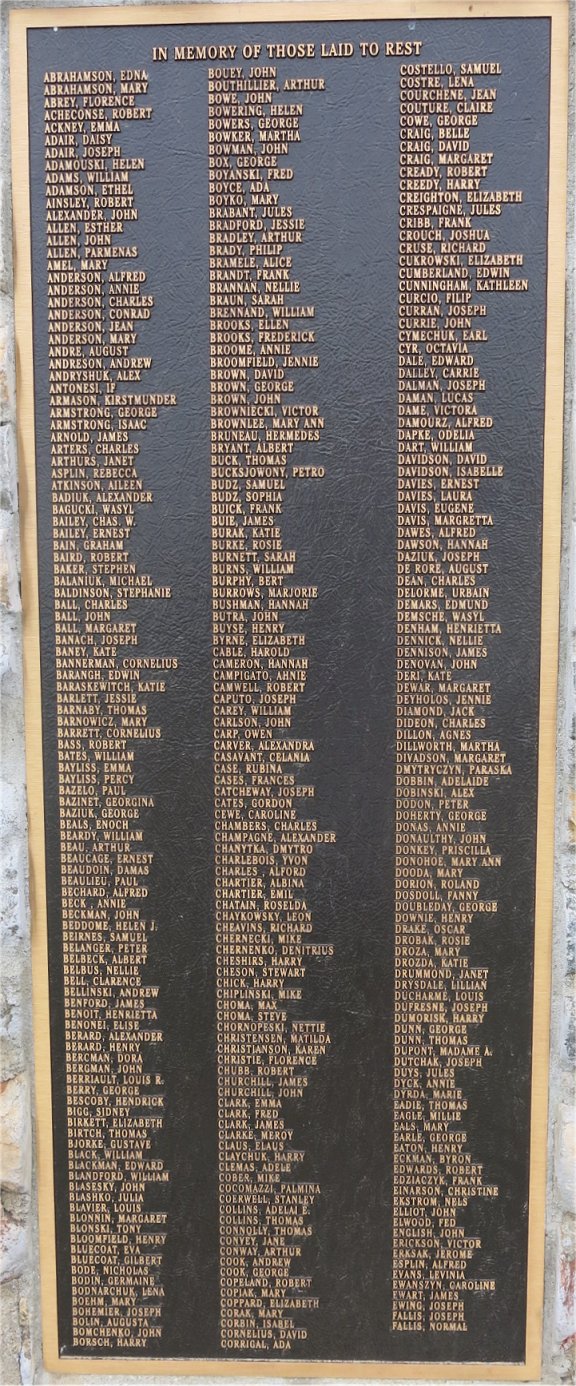 IN MEMORY OF THOSE LAID TO REST
ABRAHAMSON, EDNA
ABRAHAMSON, MARY
ABREY, FLORENCE
ACHECONSE, ROBERT
ACKNEY, EMMA
ADAIR, DAISY
ADAIR, JOSEPH
ADAMOUSKI, HELEN
ADAMS, WILLIAM
ADAMSON, ETHEL
AINSLEY, ROBERT
ALEXANDER, JOHN
ALLEN, ESTHER
ALLEN, JOHN
ALLEN, PARMENAS
AMEL, MARY
ANDERSON, ALFRED
ANDERSON, ANNIE
ANDERSON, CHARLES
ANDERSON, CONRAD
ANDERSON, JEAN
ANDERSON, MARY
ANDRE, AUGUST
ANDRESON, ANDREW
ANDRYSHUK, ALEX
ANTONESI, IF
ARMASON, KIRSTMUNDER
ARMSTRONG, GEORGE
ARMSTRONG, ISAAC
ARNOLD, JAMES
ARTERS, CHARLES
ARTHURS, JANET
ASPLIN, REBECCA
ATKINSON, AILEEN
BADIUK, ALEXANDER
BAGUCKI, WASYL
BAILEY, CHAS. W.
BAILEY, ERNEST
BAIN, GRAHAM
BAIRD, ROBERT
BAKER, STEPHEN
BALANIUK, MICHAEL
BALDINSON, STEPHANIE
BALL, CHARLES
BALL, JOHN
BALL, MARGARET
BANACH, JOSEPH
BANEY, KATE
BANNERMAN, CORNELIUS
BARANGH, EDWIN
BARASKEWITCH, KATIE
BARLETT, JESSIE
BARNABY, THOMAS
BARNOWICZ, MARY
BARRETT, CORNELIUS
BASS, ROBERT
BATES, WILLIAM
BAYLISS, EMMA
BAYLISS, PERCY
BAZELO, PAUL
BAZINET, GEORGINA
BAZIUK, GEORGE
BEALS, ENOCH
BEARDY, WILLIAM
BEAU, ARTHUR
BEAUCAGE, ERNEST
BEAUDOIN, DAMAS
BEAULIEU, PAUL
BECHARD, ALFRED
BECK , ANNIE
BECKMAN, JOHN
BEDDOME, HELEN J.
BEIRNES, SAMUEL
BELANGER, PETER
BELBECK, ALBERT
BELBUS, NELLIE
BELL, CLARENCE
BELLINSKI, ANDREW
BENFORD, JAMES
BENOIT, HENRIETTA
BENONEI, ELISE
BERARD, ALEXANDER
BERARD, HENRY
BERCMAN, DORA
BERGMAN, JOHN
BERRIAULT, LOUIS R.
BERRY, GEORGE
BESCOBY, HENDRICK
BIGG, SIDNEY
BIRKETT, ELIZABETH
BIRTCH, THOMAS
BJORKE, GUSTAVE
BLACK, WILLIAM
BLACKMAN, EDWARD
BLANDFORD, WILLIAM
BLASESKY, JOHN
BLASHKO, JULIA
BLAVIER, LOUIS
BLONNIN, MARGARET
BLONSKI, TONY
BLOOMFIELD, HENRY
BLUECOAT, EVA
BLUECOAT, GILBERT
BODE, NICHOLAS
BODIN, GERMAINE
BODNARCHUK, LENA
BOEHM, MARY
BOHEMIER, JOSEPH
BOLIN, AUGUSTA
BOMCHENKO, JOHN
BORSCH, HARRY
BOUEY, JOHN
BOUTHILLIER, ARTHUR
BOWE, JOHN
BOWERING, HELEN
BOWERS, GEORGE
BOWKER, MARTHA
BOWMAN, JOHN
BOX, GEORGE
BOYANSKI, FRED
BOYCE, ADA
BOYKO, MARY
BRABANT, JULES
BRADFORD, JESSIE
BRADLEY, ARTHUR
BRADY, PHILIP
BRAMELE, ALICE
BRANDT, FRANK
BRANNAN, NELLIE
BRAUN, SARAH
BRENNAND, WILLIAM
BROOKS, ELLEN
BROOKS, FREDERICK
BROOME, ANNIE
BROOMFIELD, JENNIE
BROWN, DAVID
BROWN, GEORGE
BROWN, JOHN
BROWNIECKI, VICTOR
BROWNLEE, MARY ANN
BRUNEAU, HERMEDES
BRYANT, ALBERT
BUCK, THOMAS
BUCKSJOWONY, PETRO
BUDZ, SAMUEL
BUDZ, SOPHIA
BUICK, FRANK
BUIE, JAMES
BURAK, KATIE
BURKE, ROSIE
BURNETT, SARAH
BURNS, WILLIAM
BURPHY, BERT
BURROWS, MARJORIE
BUSHMAN, HANNAH
BUTRA, JOHN
BUYSE, HENRY
BYRNE, ELIZABETH
CABLE, HAROLD
CAMERON, HANNAH
CAMPIGATO, AHNIE
CAMWELL, ROBERT
CAPUTO, JOSEPH
CAREY, WILLIAM
CARLSON, JOHN
CARP, OWEN
CARVER, ALEXANDRA
CASAVANT, CELANIA
CASE, RUBINA
CASES, FRANCES
CATCHEWAY, JOSEPH
CATES, GORDON
CEWE, CAROLINE
CHAMBERS, CHARLES
CHAMPAGNE, ALEXANDER
CHANYTKA, DMYTRO
CHARLEBOIS, YVON
CHARLES , ALFORD
CHARTIER, ALBINA
CHARTIER, EMIL
CHATAIN, ROSELDA
CHAYKOWSKY, LEON
CHEAVINS, RICHARD
CHERNECKI, MIKE
CHERNENKO, DENITRIUS
CHESHIRS, HARRY
CHESON, STEWART
CHICK, HARRY
CHIPLINSKI, MIKE
CHOMA, MAX
CHOMA, STEVE
CHORNOPESKI, NETTIE
CHRISTENSEN, MATILDA
CHRISTIANSON, KAREN
CHRISTIE, FLORENCE
CHUBB, ROBERT
CHURCHILL, JAMES
CHURCHILL, JOHN
CLARK, EMMA
CLARK, FRED
CLARK, JAMES
CLARKE, MEROY
CLAUS, ELAUS
CLAYCHUK, HARRY
CLEMAS, ADELE
COBER, MIKE
COCOMAZZI, PALMINA
COERWELL, STANLEY
COLLINS, ADELAI E.
COLLINS, THOMAS
CONNOLLY, THOMAS
CONVEY, JANE
CONWAY, ARTHUR
COOK, ANDREW
COOK, GEORGE
COPELAND, ROBERT
COPJAK, MARY
COPPARD, ELIZABETH
CORAK, MARY
CORBIN, ISABEL
CORNELIUS, DAVID
CORRIGAL, ADA
COSTELLO, SAMUEL
COSTRE, LENA
COURCHENE, JEAN
COUTURE, CLAIRE
COWE, GEORGE
CRAIG, BELLE
CRAIG, DAVID
CRAIG, MARGARET
CREADY, ROBERT
CREEDY, HARRY
CREIGHTON, ELIZABETH
CRESPAIGNE, JULES
CRIBB, FRANK
CROUCH, JOSHUA
CRUSE, RICHARD
CUKROWSKI, ELIZABETH
CUMBERLAND, EDWIN
CUNNINGHAM, KATHLEEN
CURCIO, FILIP
CURRAN, JOSEPH
CURRIE, JOHN
CYMECHUK, EARL
CYR, OCTAVIA
DALE, EDWARD
DALLEY, CARRIE
DALMAN, JOSEPH
DAMAN, LUCAS
DAME, VICTORA
DAMOURZ, ALFRED
DAPKE, ODELIA
DART, WILLIAM
DAVIDSON, DAVID
DAVIDSON, ISABELLE
DAVIES, ERNEST
DAVIES, LAURA
DAVIS, EUGENE
DAVIS, MARGRETTA
DAWES, ALFRED
DAWSON, HANNAH
DAZIUK, JOSEPH
DE RORE, AUGUST
DEAN, CHARLES
DELORME, URBAIN
DEMARS, EDMUND
DEMSCHE, WASYL
DENHAM, HENRIETTA
DENNICK, NELLIE
DENNISON, JAMES
DENOVAN, JOHN
DERI, KATE
DEWAR, MARGARET
DEYHOLOS, JENNIE
DIAMOND, JACK
DIDEON, CHARLES
DILLON, AGNES
DILLWORTH, MARTHA
DIVADSON, MARGARET
DMYTRYCZYN, PARASKA
DOBBIN, ADELAIDE
DOBINSKI, ALEX
DODON, PETER
DOHERTY, GEORGE
DONAS, ANNIE
DONAULTHY, JOHN
DONKEY, PRISCILLA
DONOHOE, MARY ANN
DOODA, MARY
DORION, ROLAND
DOSDOLL, FANNY
DOUBLEDAY, GEORGE
DOWNIE, HENRY
DRAKE, OSCAR
DROBAK, ROSIE
DROZA, MARY
DROZDA, KATIE
DRUMMOND, JANET
DRYSDALE, LILLIAN
DUCHARME, LOUIS
DUFRESNE, JOSEPH
DUMORISK, HARRY
DUNN, GEORGE
DUNN, THOMAS
DUPONT, MADAME A.
DUTCHAK, JOSEPH
DUYS, JULES
DYCK, ANNIE
DYRDA, MARIE
EADIE, THOMAS
EAGLE, MILLIE
EALS, MARY
EARLE, GEORGE
EATON, HENRY
ECKMAN, BYRON
EDWARDS, ROBERT
EDZIACZYK, FRANK
EINARSON, CHRISTINE
EKSTROM, NELS
ELLIOT, JOHN
ELWOOD, FED
ENGLISH, JOHN
ERICKSON, VICTOR
ERKSAK, JEROME
ESPLIN, ALFRED
EVANS, LEVINIA
EWANSZYN, CAROLINE
EWART, JAMES
EWING, JOSEPH
FALLIS, JOSEPH
FALLIS, NORMAL